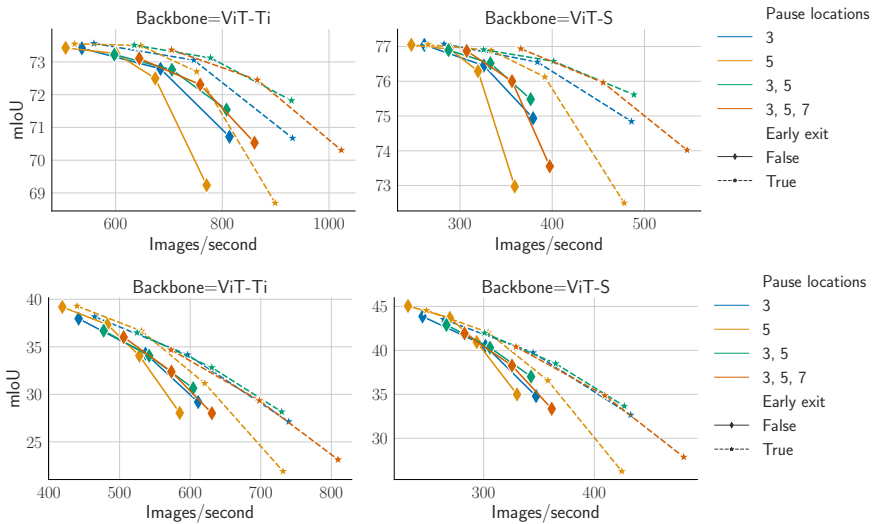 Backbone=ViT-Ti
Backbone=ViT-S
mIoU
73
72
71
70
69
600
800
1000
Images/second
77
76
75
74
73
300
400
500
Images/second
Pause locations
3
5
3, 5
3, 5, 7
Early exit
False
True
Backbone=ViT-Ti
Backbone=ViT-S
mIoU
40
35
30
25
400
500
600
700
800
Images/second
45
40
35
30
300
400
Images/second
Pause locations
3
5
3, 5
3, 5, 7
Early exit
False
True